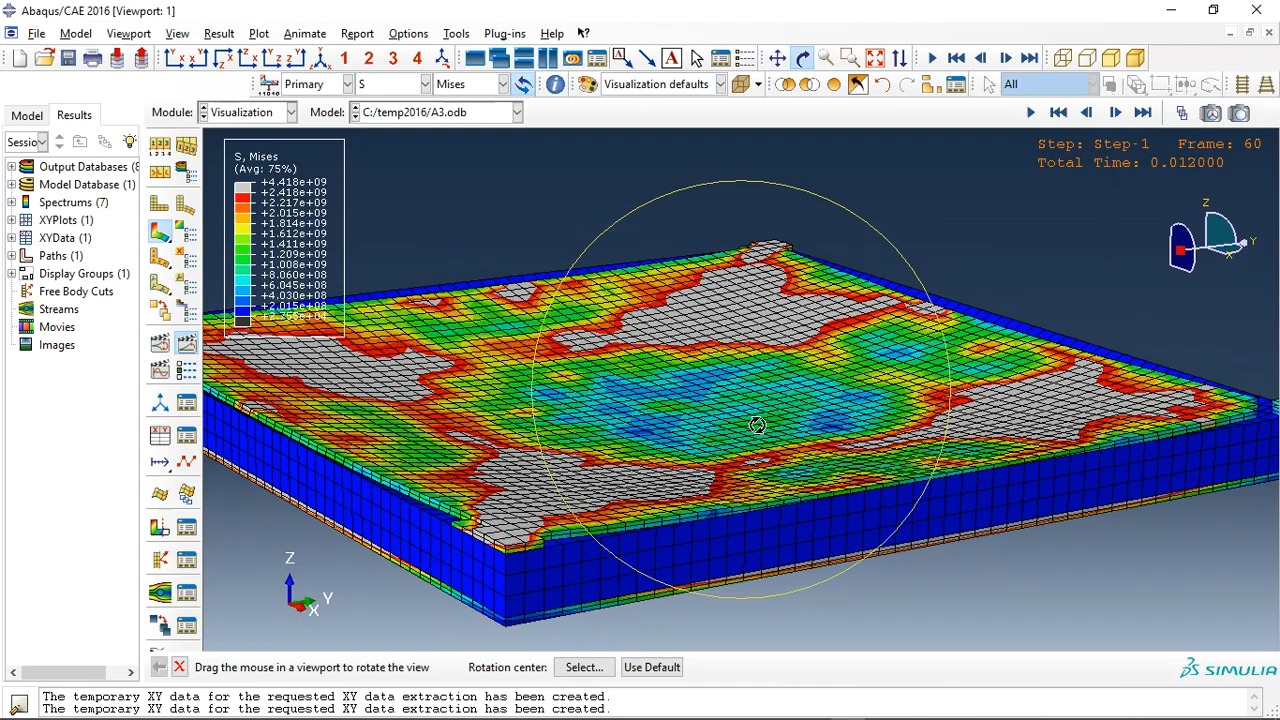 Abaqus/CAE 2016 [Viewport: 1]
File Model Viewport View Result Plot Animate Report Options Tools Plug-ins Help
1 2 3 4
Primary S Mises Visualization defaults All
Model Results Module: Visualization Model: C:/temp2016/A3.odb
Sessio
Output Databases (8
Model Database (1)
Spectrums (7)
XYPlots (1)
XYData (1)
Paths (1)
Display Groups (1)
Free Body Cuts
Streams
Movies
Images
S, Mises
(Avg: 75%)
+4.418e+09
+2.418e+09
+2.217e+09
+2.015e+09
+1.814e+09
+1.612e+09
+1.411e+09
+1.209e+09
+1.008e+09
+8.060e+08
+6.045e+08
+4.030e+08
+2.015e+08
Step: Step-1 Frame: 60
Total Time: 0.012000
Z
Y
X
Z
Y
X
Drag the mouse in a viewport to rotate the view Rotation center: Select... Use Default
SIMULIA
The temporary XY data for the requested XY data extraction has been created.
The temporary XY data for the requested XY data extraction has been created.